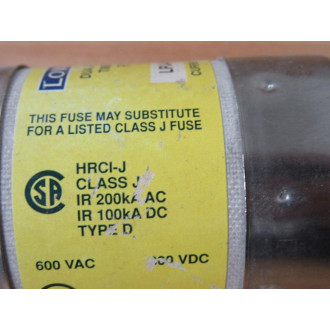 THIS FUSE MAY SUBSTITUTE
FOR A LISTED CLASS J FUSE
HRCI-J
CLASS J
IR 200kA AC
IR 100kA DC
TYPE D
600 VAC
VDC